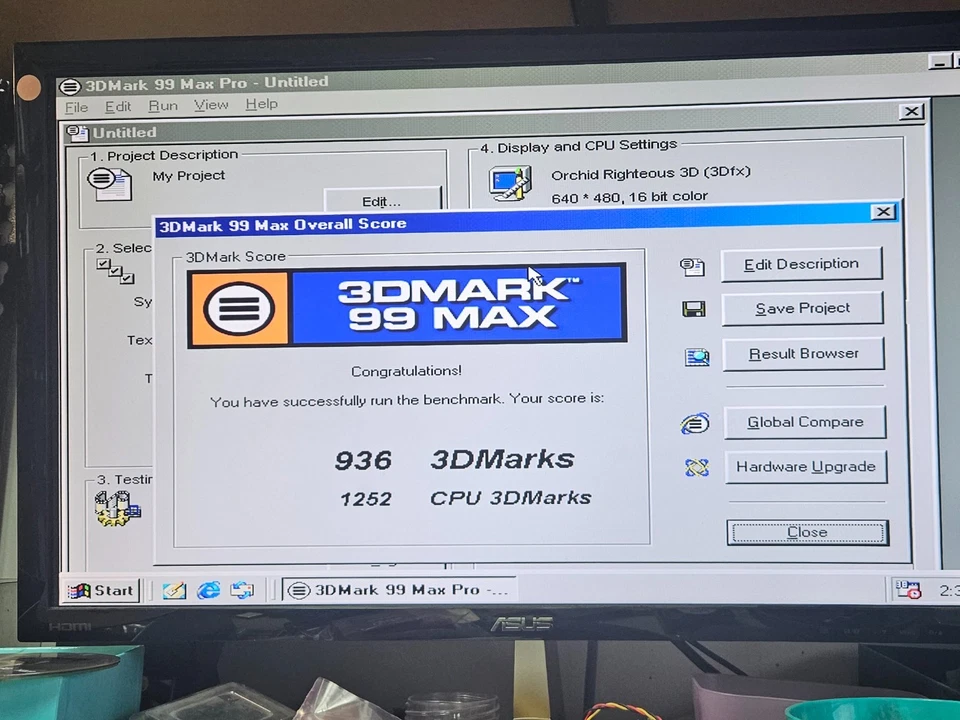 3DMark 99 Max Pro - Untitled
File Edit Run View Help
Untitled
1. Project Description
My Project
Edit...
4. Display and CPU Settings
Orchid Righteous 3D (3Dfx)
640 * 480, 16 bit color
2. Selec
Sy
Tex
T
3. Testin
3DMark 99 Max Overall Score
3DMark Score
3DMARK™
99 MAX
Congratulations!
You have successfully run the benchmark. Your score is:
936 3DMarks
1252 CPU 3DMarks
Edit Description
Save Project
Result Browser
Global Compare
Hardware Upgrade
Close
Start
3DMark 99 Max Pro -...
2:3
HDMI
ASUS